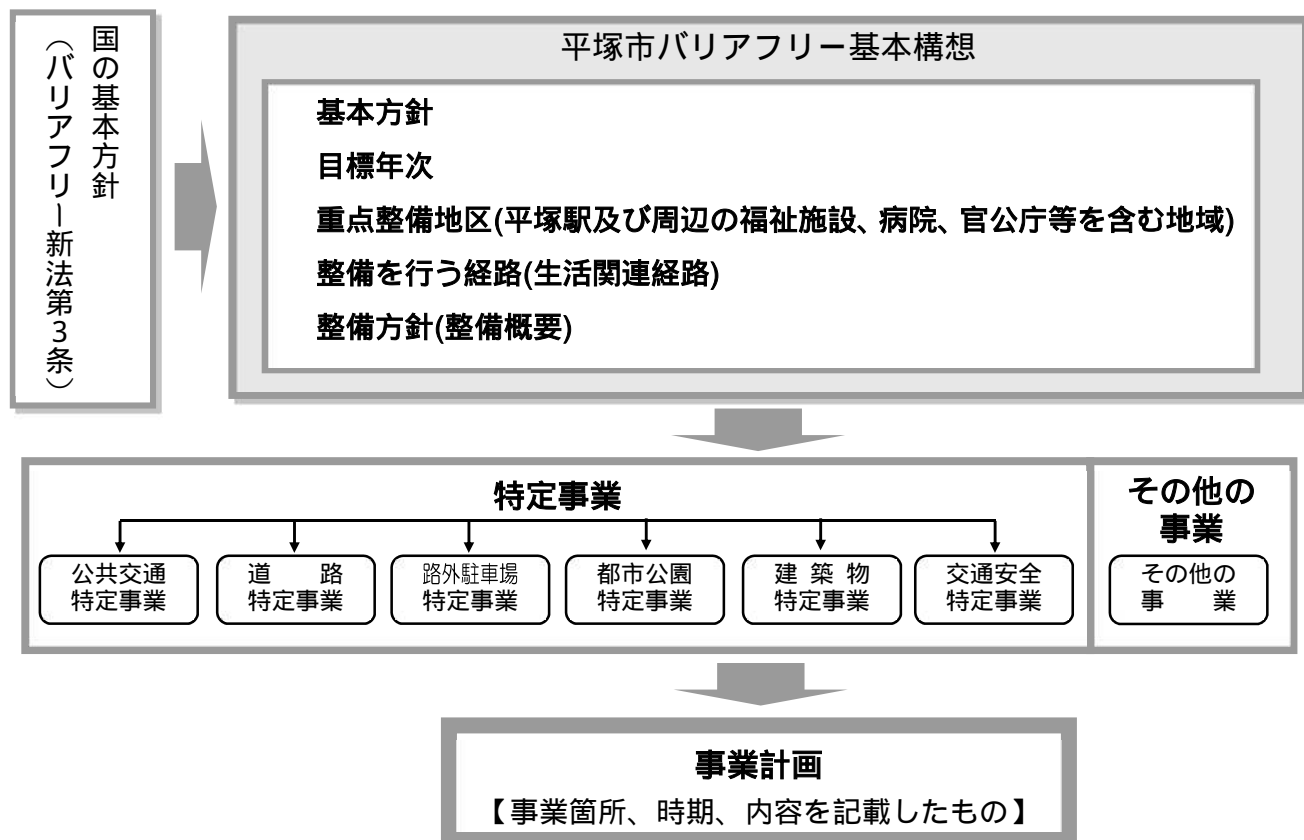 国の基本方針
（バリアフリー新法第3条）
平塚市バリアフリー基本構想
基本方針
目標年次
重点整備地区(平塚駅及び周辺の福祉施設、病院、官公庁等を含む地域)
整備を行う経路(生活関連経路)
整備方針(整備概要)
特定事業
公共交通
特定事業
道　　路
特定事業
路外駐車場
特定事業
都市公園
特定事業
建 築 物
特定事業
交通安全
特定事業
その他の
事業
その他の
事　　業
事業計画
【事業箇所、時期、内容を記載したもの】